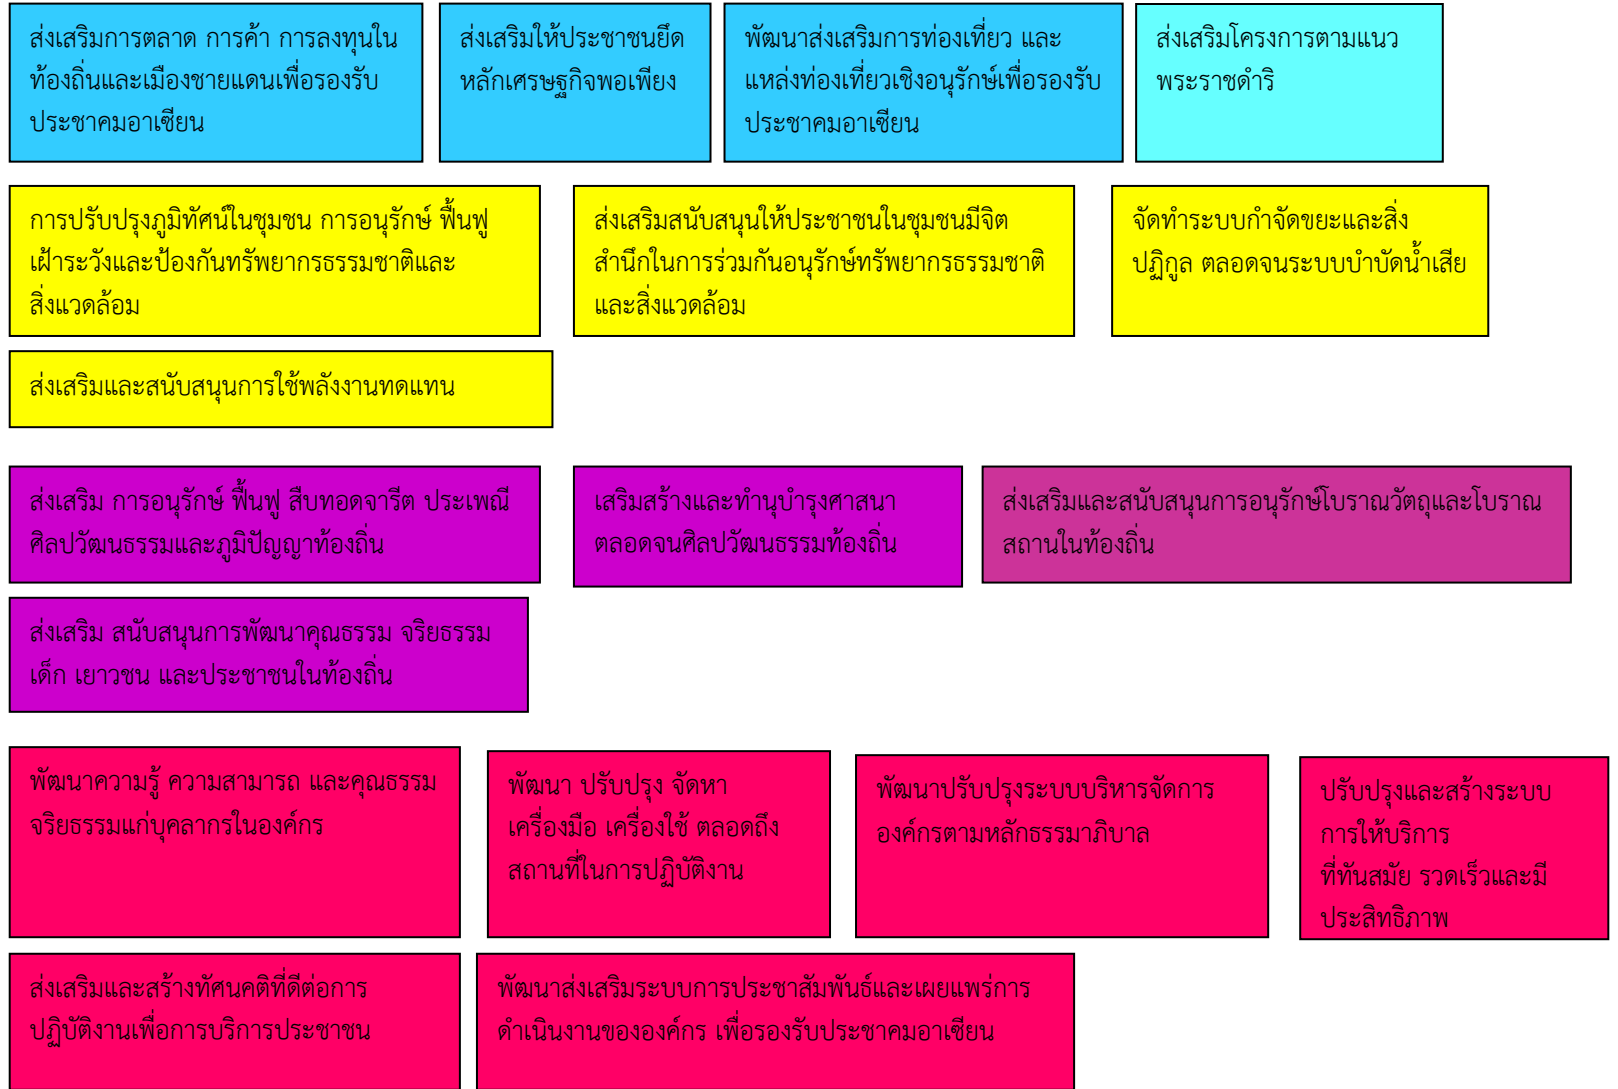 ส่งเสริมการตลาด การค้า การลงทุนใน
ท้องถิ่นและเมืองชายแดนเพื่อรองรับ
ประชาคมอาเซียน
ส่งเสริมให้ประชาชนยึด
หลักเศรษฐกิจพอเพียง
พัฒนาส่งเสริมการท่องเที่ยว และ
แหล่งท่องเที่ยวเชิงอนุรักษ์เพื่อรองรับ
ประชาคมอาเซียน
ส่งเสริมโครงการตามแนว
พระราชดำริ
การปรับปรุงภูมิทัศน์ในชุมชน การอนุรักษ์ ฟื้นฟู
เฝ้าระวังและป้องกันทรัพยากรธรรมชาติและ
สิ่งแวดล้อม
ส่งเสริมสนับสนุนให้ประชาชนในชุมชนมีจิต
สำนึกในการร่วมกันอนุรักษ์ทรัพยากรธรรมชาติ
และสิ่งแวดล้อม
จัดทำระบบกำจัดขยะและสิ่ง
ปฏิกูล ตลอดจนระบบบำบัดน้ำเสีย
ส่งเสริมและสนับสนุนการใช้พลังงานทดแทน
ส่งเสริม การอนุรักษ์ ฟื้นฟู สืบทอดจารีต ประเพณี
ศิลปวัฒนธรรมและภูมิปัญญาท้องถิ่น
เสริมสร้างและทำนุบำรุงศาสนา
ตลอดจนศิลปวัฒนธรรมท้องถิ่น
ส่งเสริมและสนับสนุนการอนุรักษ์โบราณวัตถุและโบราณ
สถานในท้องถิ่น
ส่งเสริม สนับสนุนการพัฒนาคุณธรรม จริยธรรม
เด็ก เยาวชน และประชาชนในท้องถิ่น
พัฒนาความรู้ ความสามารถ และคุณธรรม
จริยธรรมแก่บุคลากรในองค์กร
พัฒนา ปรับปรุง จัดหา
เครื่องมือ เครื่องใช้ ตลอดถึง
สถานที่ในการปฏิบัติงาน
พัฒนาปรับปรุงระบบบริหารจัดการ
องค์กรตามหลักธรรมาภิบาล
ปรับปรุงและสร้างระบบ
การให้บริการ
ที่ทันสมัย รวดเร็วและมี
ประสิทธิภาพ
ส่งเสริมและสร้างทัศนคติที่ดีต่อการ
ปฏิบัติงานเพื่อการบริการประชาชน
พัฒนาส่งเสริมระบบการประชาสัมพันธ์และเผยแพร่การ
ดำเนินงานขององค์กร เพื่อรองรับประชาคมอาเซียน